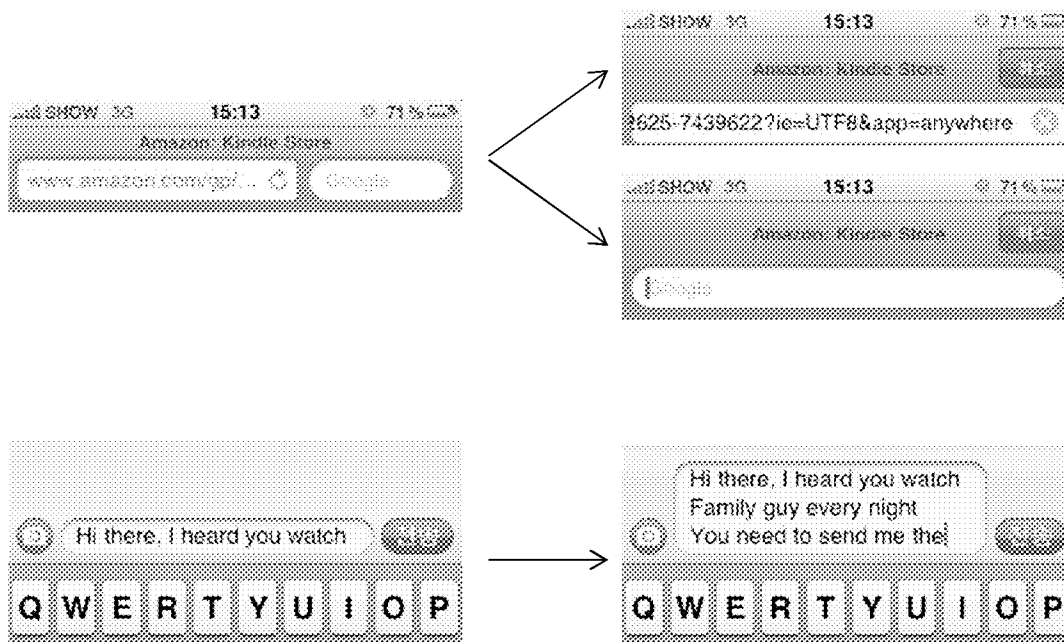 SHOW 3G 15:13 71 %
Amazon: Kindle Store
www.amazon.com/gp/... Google
SHOW 3G 15:13 71 %
Amazon: Kindle Store
2625-7439622?ie=UTF8&app=anywhere
SHOW 3G 15:13 71 %
Amazon: Kindle Store
Google
Hi there, I heard you watch
Q W E R T Y U I O P
Hi there, I heard you watch
Family guy every night
You need to send me the
Q W E R T Y U I O P